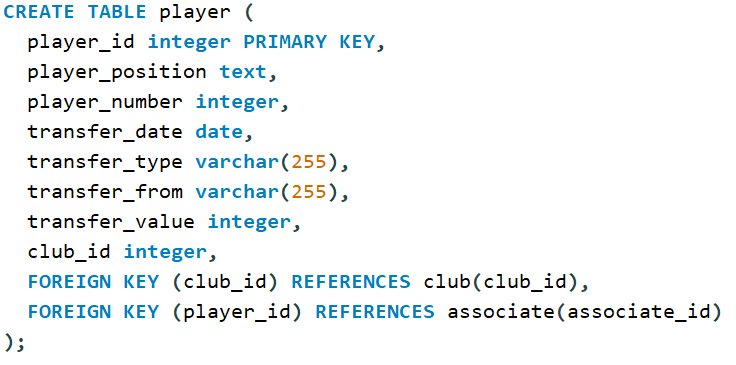 CREATE TABLE player (
  player_id integer PRIMARY KEY,
  player_position text,
  player_number integer,
  transfer_date date,
  transfer_type varchar(255),
  transfer_from varchar(255),
  transfer_value integer,
  club_id integer,
  FOREIGN KEY (club_id) REFERENCES club(club_id),
  FOREIGN KEY (player_id) REFERENCES associate(associate_id)
);